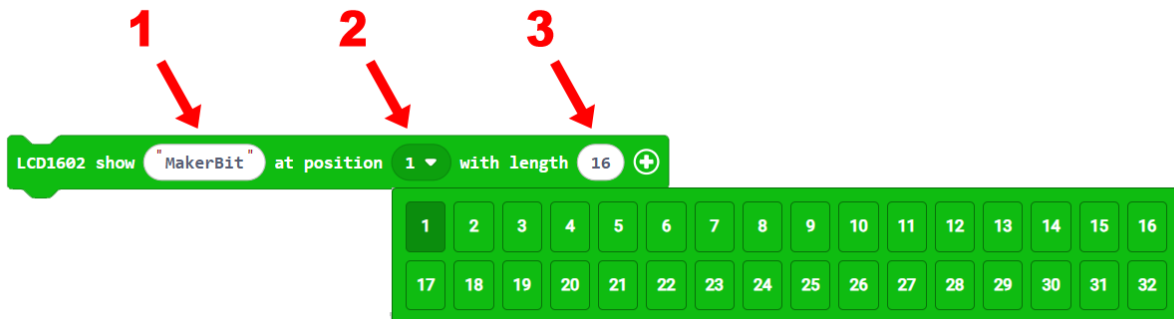 1 2 3
LCD1602 show "MakerBit" at position 1 with length 16
1 2 3 4 5 6 7 8 9 10 11 12 13 14 15 16
17 18 19 20 21 22 23 24 25 26 27 28 29 30 31 32